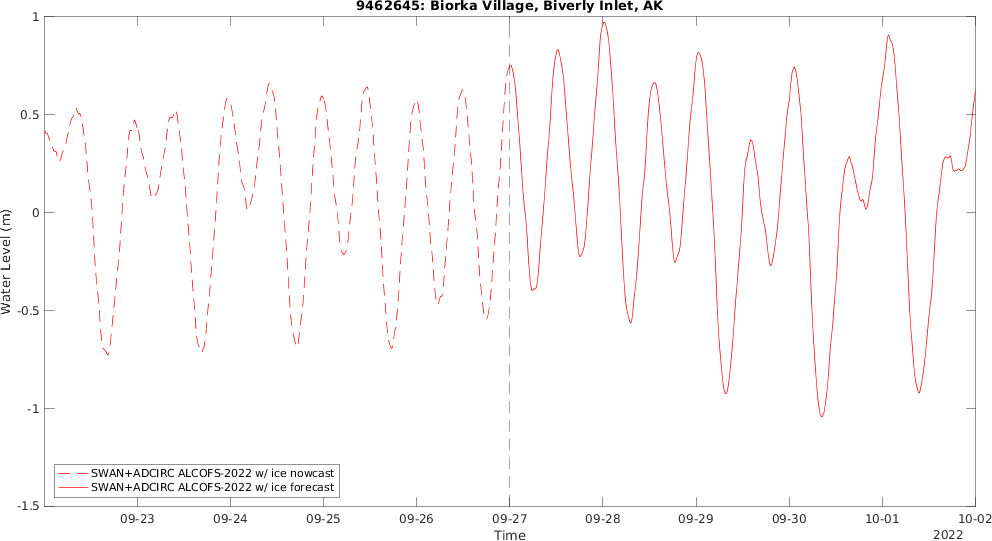 9462645: Biorka Village, Biverly Inlet, AK
Water Level (m)
1
0.5
0
-0.5
-1
-1.5
SWAN+ADCIRC ALCOFS-2022 w/ ice nowcast
SWAN+ADCIRC ALCOFS-2022 w/ ice forecast
09-23 09-24 09-25 09-26 09-27 09-28 09-29 09-30 10-01 10-02
Time
2022